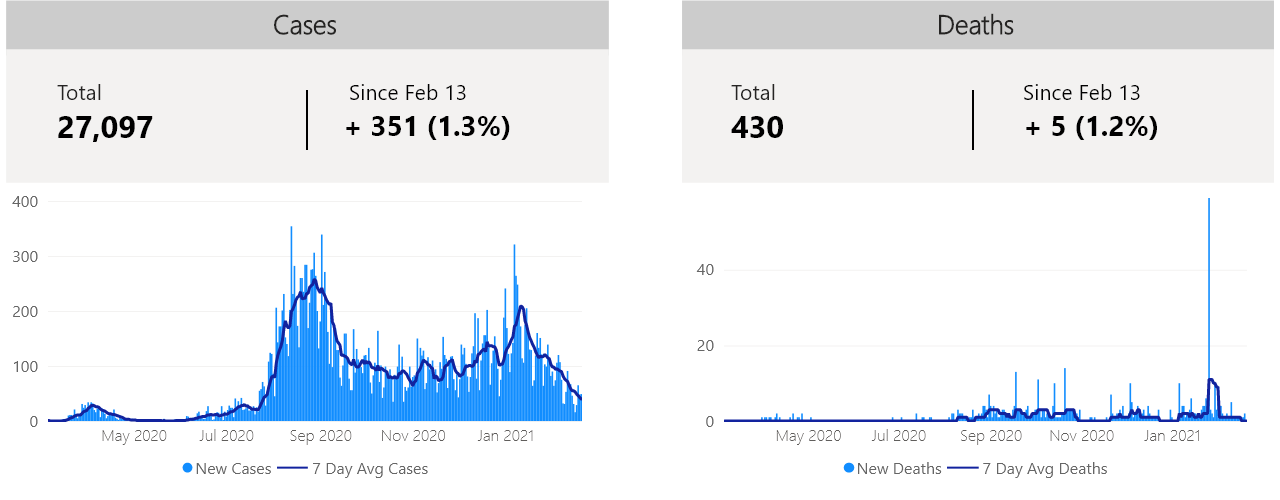 Cases
Total
27,097
Since Feb 13
+ 351 (1.3%)
400
300
200
100
0
May 2020 Jul 2020 Sep 2020 Nov 2020 Jan 2021
New Cases 7 Day Avg Cases
Deaths
Total
430
Since Feb 13
+ 5 (1.2%)
40
20
0
May 2020 Jul 2020 Sep 2020 Nov 2020 Jan 2021
New Deaths 7 Day Avg Deaths